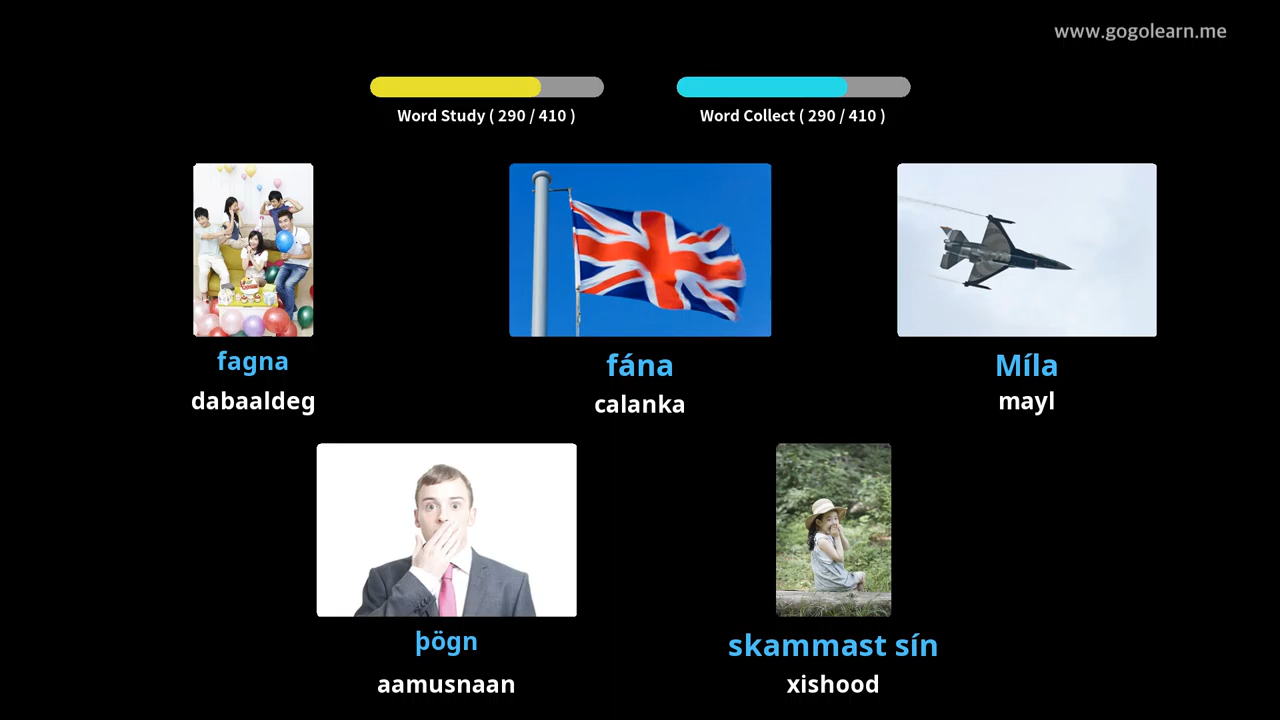 www.gogolearn.me
Word Study ( 290 / 410 )
Word Collect ( 290 / 410 )
fagna
dabaaldeg
fána
calanka
Míla
mayl
þögn
aamusnaan
skammast sín
xishood